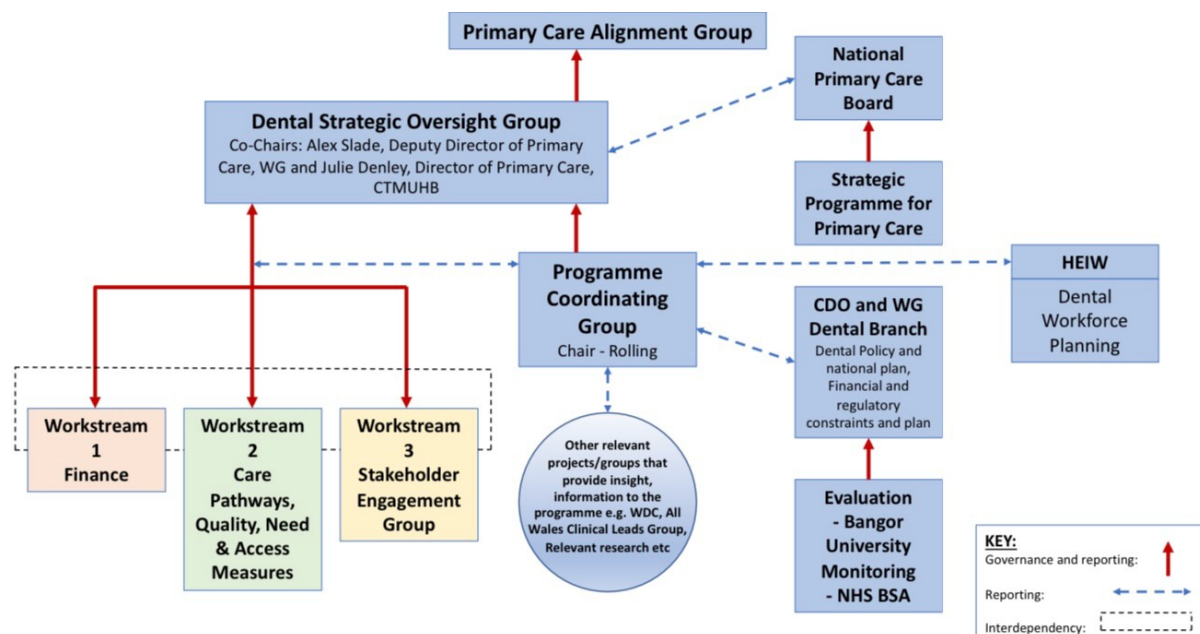 Primary Care Alignment Group
National
Primary Care
Board
Dental Strategic Oversight Group
Co-Chairs: Alex Slade, Deputy Director of Primary
Care, WG and Julie Denley, Director of Primary Care,
CTMUHB
Strategic
Programme for
Primary Care
Programme
Coordinating
Group
Chair - Rolling
HEIW
Dental
Workforce
Planning
CDO and WG
Dental Branch
Dental Policy and
national plan,
Financial and
regulatory
constraints and plan
Workstream
1
Finance
Workstream
2
Care
Pathways,
Quality, Need
& Access
Measures
Workstream
3
Stakeholder
Engagement
Group
Other relevant
projects/groups that
provide insight,
information to the
programme e.g. WDC, All
Wales Clinical Leads Group,
Relevant research etc
Evaluation
- Bangor
University
Monitoring
- NHS BSA
KEY:
Governance and reporting:
Reporting:
Interdependency: